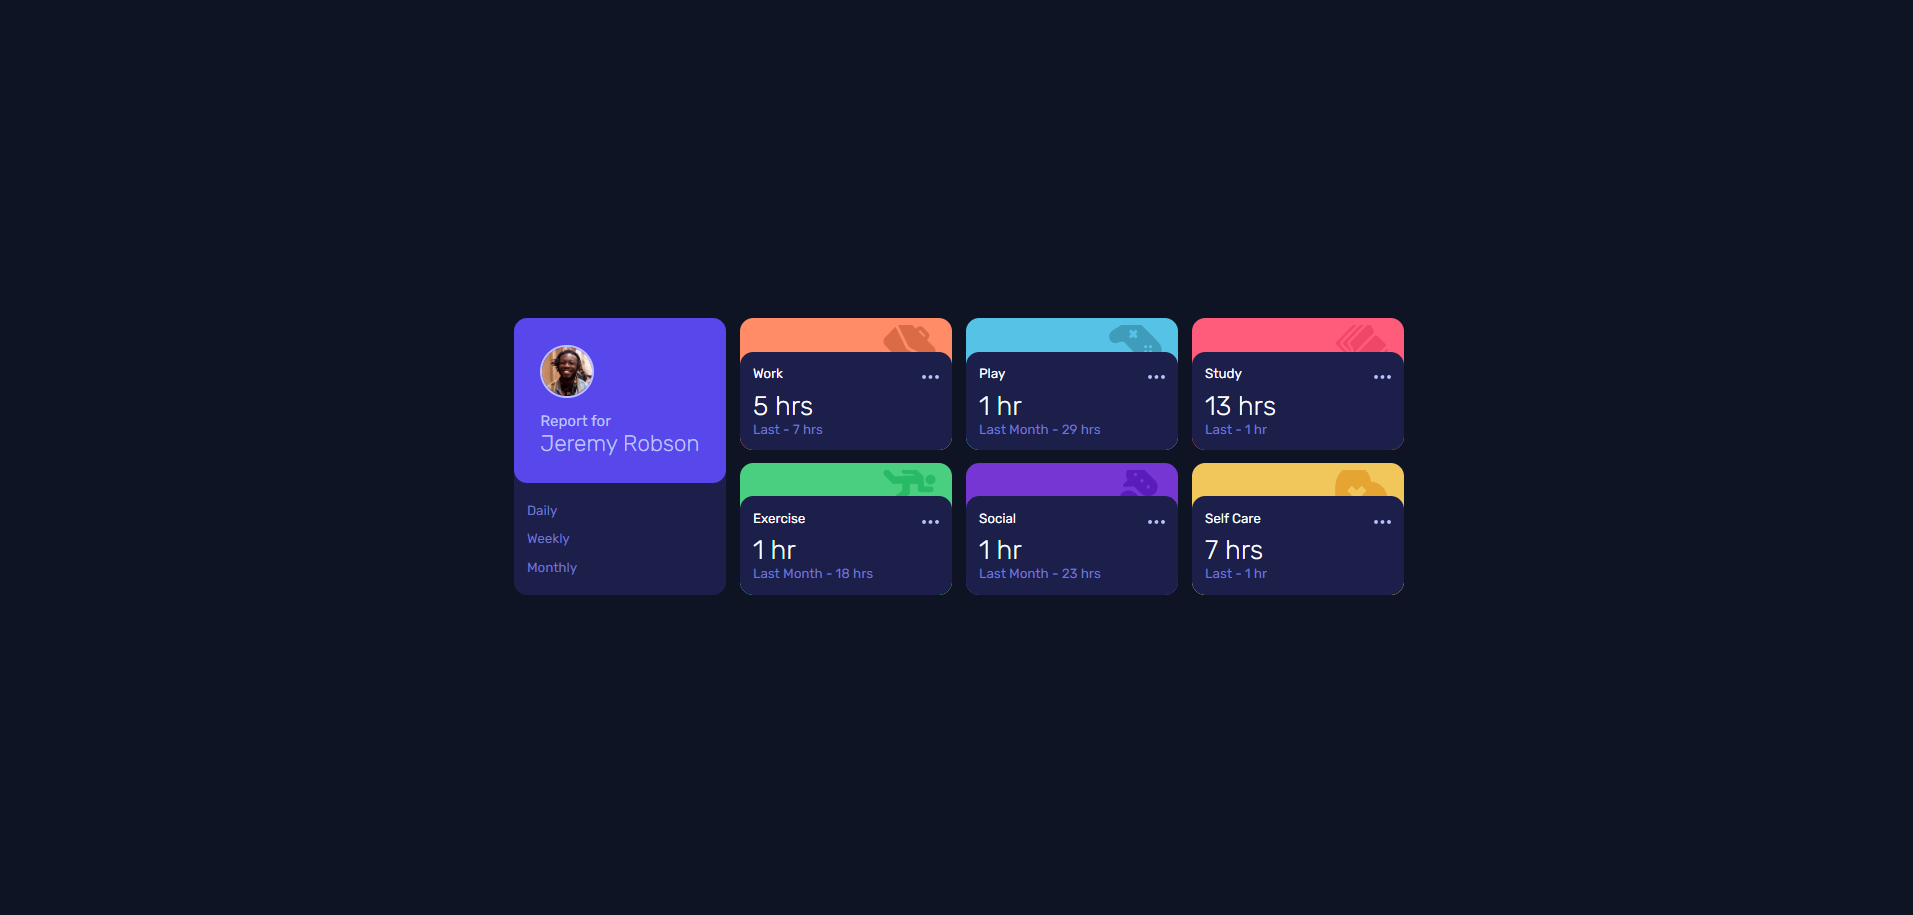 Report for
Jeremy Robson
Daily
Weekly
Monthly
Work
5 hrs
Last - 7 hrs
Play
1 hr
Last Month - 29 hrs
Study
13 hrs
Last - 1 hr
Exercise
1 hr
Last Month - 18 hrs
Social
1 hr
Last Month - 23 hrs
Self Care
7 hrs
Last - 1 hr